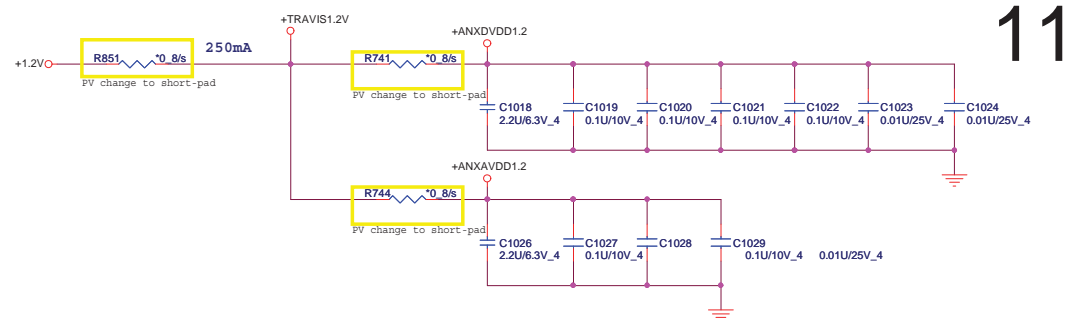 11
+TRAVIS1.2V
+ANXDVDD1.2
+1.2V
R851 *0_8/s
250mA
R741 *0_8/s
PV change to short-pad
PV change to short-pad
C1018
2.2U/6.3V_4
C1019
0.1U/10V_4
C1020
0.1U/10V_4
C1021
0.1U/10V_4
C1022
0.1U/10V_4
C1023
0.01U/25V_4
C1024
0.01U/25V_4
+ANXAVDD1.2
R744 *0_8/s
PV change to short-pad
C1026
2.2U/6.3V_4
C1027
0.1U/10V_4
C1028
C1029
0.1U/10V_4 0.01U/25V_4